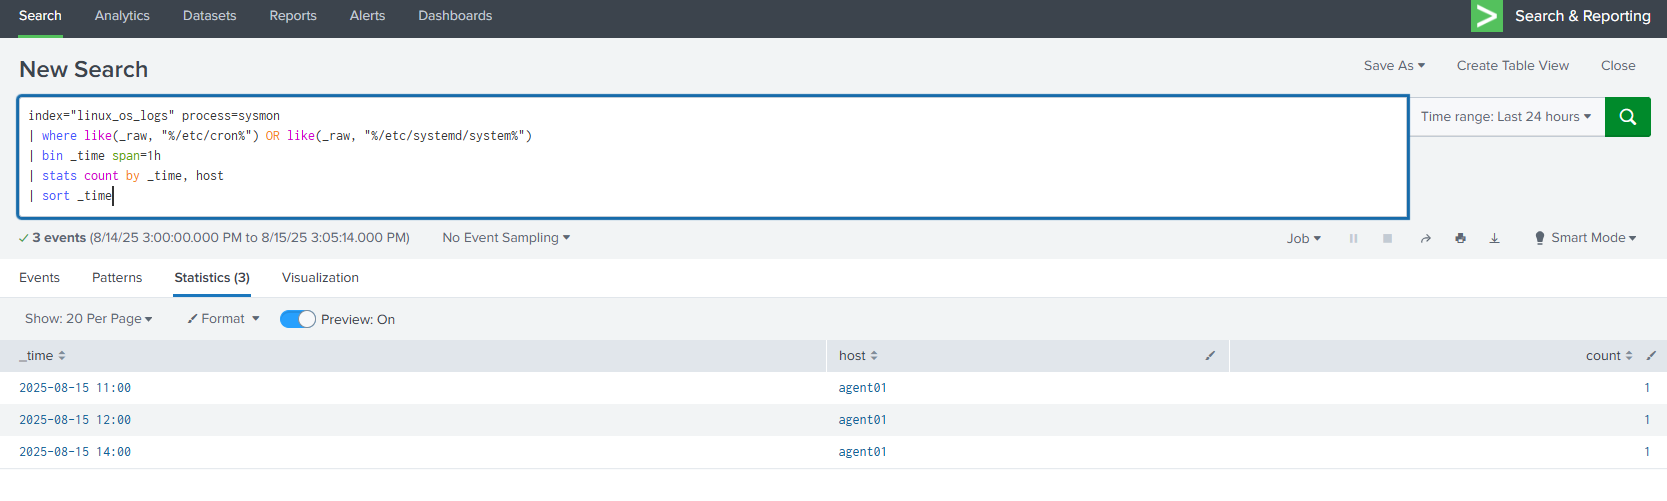 Search Analytics Datasets Reports Alerts Dashboards Search & Reporting
New Search Save As Create Table View Close
index="linux_os_logs" process=sysmon
| where like(_raw, "%/etc/cron%") OR like(_raw, "%/etc/systemd/system%")
| bin _time span=1h
| stats count by _time, host
| sort _time
Time range: Last 24 hours
3 events (8/14/25 3:00:00.000 PM to 8/15/25 3:05:14.000 PM) No Event Sampling Job Smart Mode
Events Patterns Statistics (3) Visualization
Show: 20 Per Page Format Preview: On
_time host count
2025-08-15 11:00 agent01 1
2025-08-15 12:00 agent01 1
2025-08-15 14:00 agent01 1